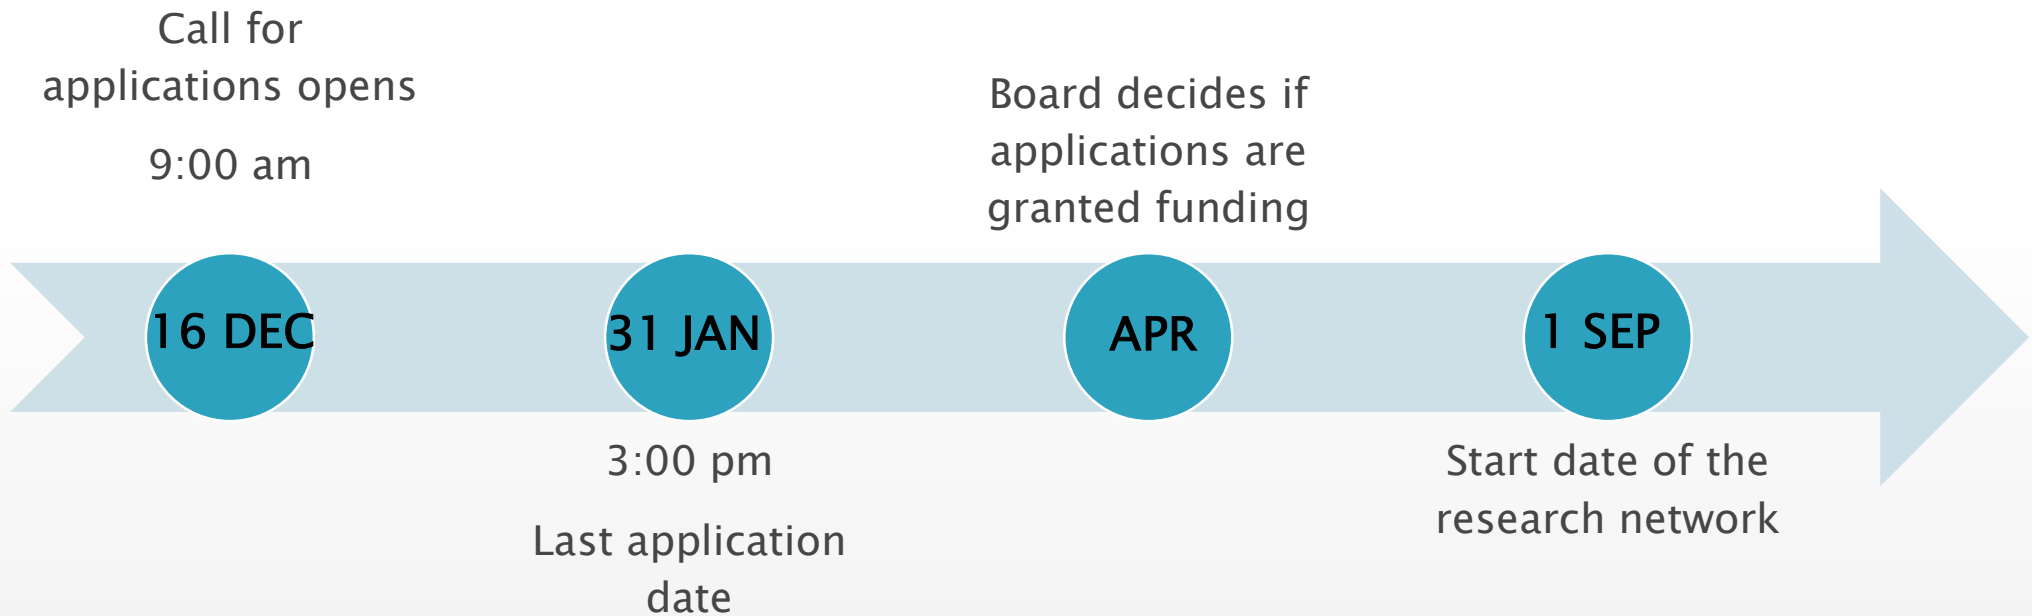 Call for
applications opens
9:00 am
16 DEC
31 JAN
3:00 pm
Last application
date
Board decides if
applications are
granted funding
APR
1 SEP
Start date of the
research network